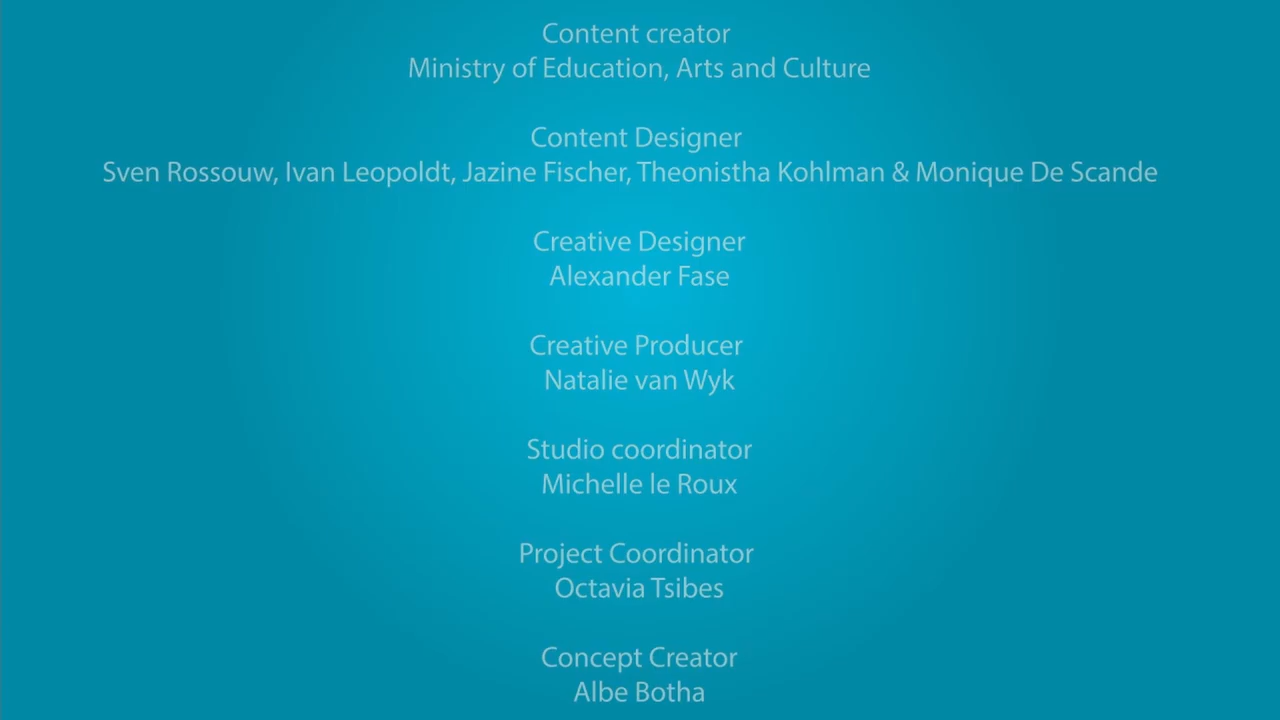 Content creator
Ministry of Education, Arts and Culture
Content Designer
Sven Rossouw, Ivan Leopoldt, Jazine Fischer, Theonistha Kohlman & Monique De Scande
Creative Designer
Alexander Fase
Creative Producer
Natalie van Wyk
Studio coordinator
Michelle le Roux
Project Coordinator
Octavia Tsibes
Concept Creator
Albe Botha